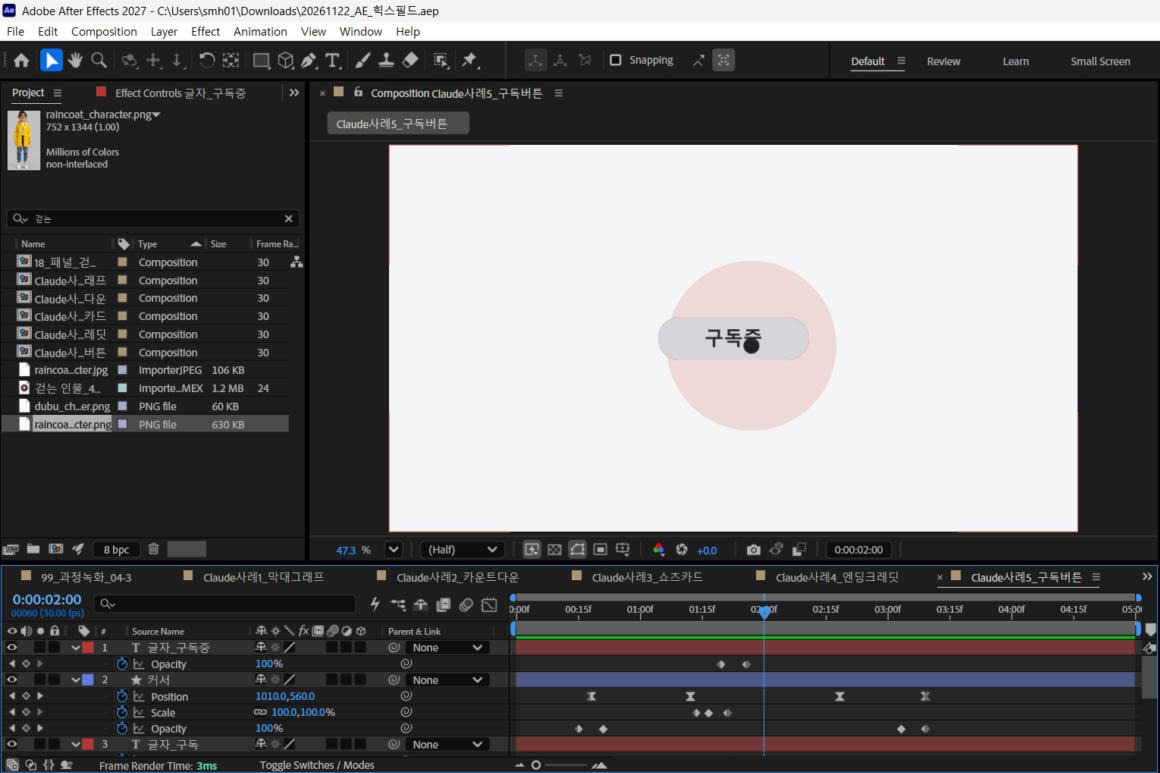 Adobe After Effects 2027 - C:\Users\smh01\Downloads\20261122_AE_힉스필드.aep
File Edit Composition Layer Effect Animation View Window Help
Snapping Default Review Learn Small Screen
Project Effect Controls 글자_구독중
Composition Claude사례5_구독버튼
raincoat_character.png
752 x 1344 (1.00)
Claude사례5_구독버튼
Millions of Colors
non-interlaced
걷는
Name Type Size Frame Ra...
18_패널_걷... Composition 30
Claude사_래프 Composition 30
Claude사_다운 Composition 30
Claude사_카드 Composition 30
Claude사_레딧 Composition 30
Claude사_버튼 Composition 30
raincoa...cter.jpg ImporterJPEG 106 KB
걷는 인물_4... Importe...MEX 1.2 MB 24
dubu_ch...er.png PNG file 60 KB
raincoa...cter.png PNG file 630 KB
구독중
8 bpc
47.3 % (Half) +0.0 0:00:02:00
99_과정녹화_04-3 Claude사례1_막대그래프 Claude사례2_카운트다운 Claude사례3_쇼츠카드 Claude사례4_엔딩크레딧 Claude사례5_구독버튼
0:00:02:00
00060 (30.00 fps)
0:00f 00:15f 01:00f 01:15f 02:00f 02:15f 03:00f 03:15f 04:00f 04:15f 05:0
# Source Name fx Parent & Link
1 T 글자_구독중 None
Opacity 100%
2 커서 None
Position 1010.0,560.0
Scale 100.0,100.0%
Opacity 100%
3 T 글자_구독 None
Frame Render Time: 3ms Toggle Switches / Modes